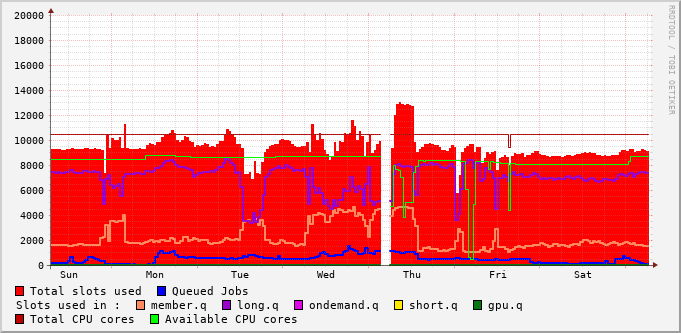 20000
18000
16000
14000
12000
10000
8000
6000
4000
2000
0
Sun Mon Tue Wed Thu Fri Sat
RRDTOOL / TOBI OETIKER
Total slots used Queued Jobs
Slots used in : member.q long.q ondemand.q short.q gpu.q
Total CPU cores Available CPU cores